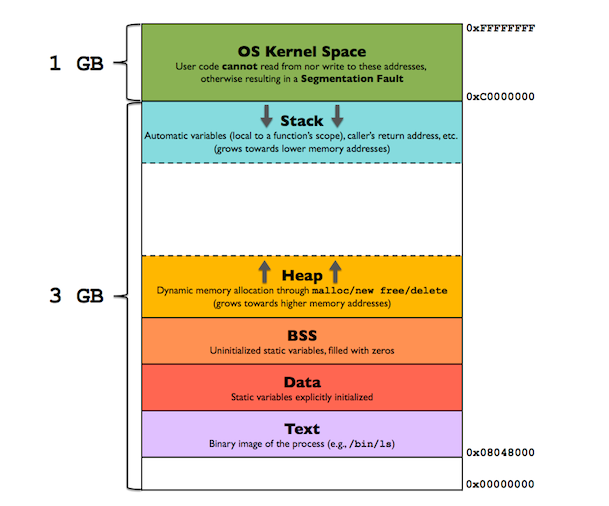 0xFFFFFFFF
1 GB
OS Kernel Space
User code cannot read from nor write to these addresses,
otherwise resulting in a Segmentation Fault
0xC0000000
Stack
Automatic variables (local to a function's scope), caller's return address, etc.
(grows towards lower memory addresses)
3 GB
Heap
Dynamic memory allocation through malloc/new free/delete
(grows towards higher memory addresses)
BSS
Uninitialized static variables, filled with zeros
Data
Static variables explicitly initialized
Text
Binary image of the process (e.g., /bin/ls)
0x08048000
0x00000000